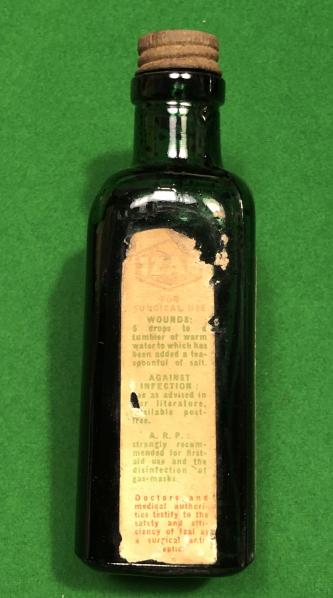 FOR
SURGICAL USE
WOUNDS:
5 drops to a
tumbler of warm
water to which has
been added a tea-
spoonful of salt.
AGAINST
INFECTION:
as advised in
literature,
post-
free.
A. R. P.:
strongly recom-
mended for first-
aid use and the
disinfection of
gas-masks.
Doctors and
medical authori-
ties testify to the
safety and effi-
ciency of Izal as
a surgical anti-
septic.